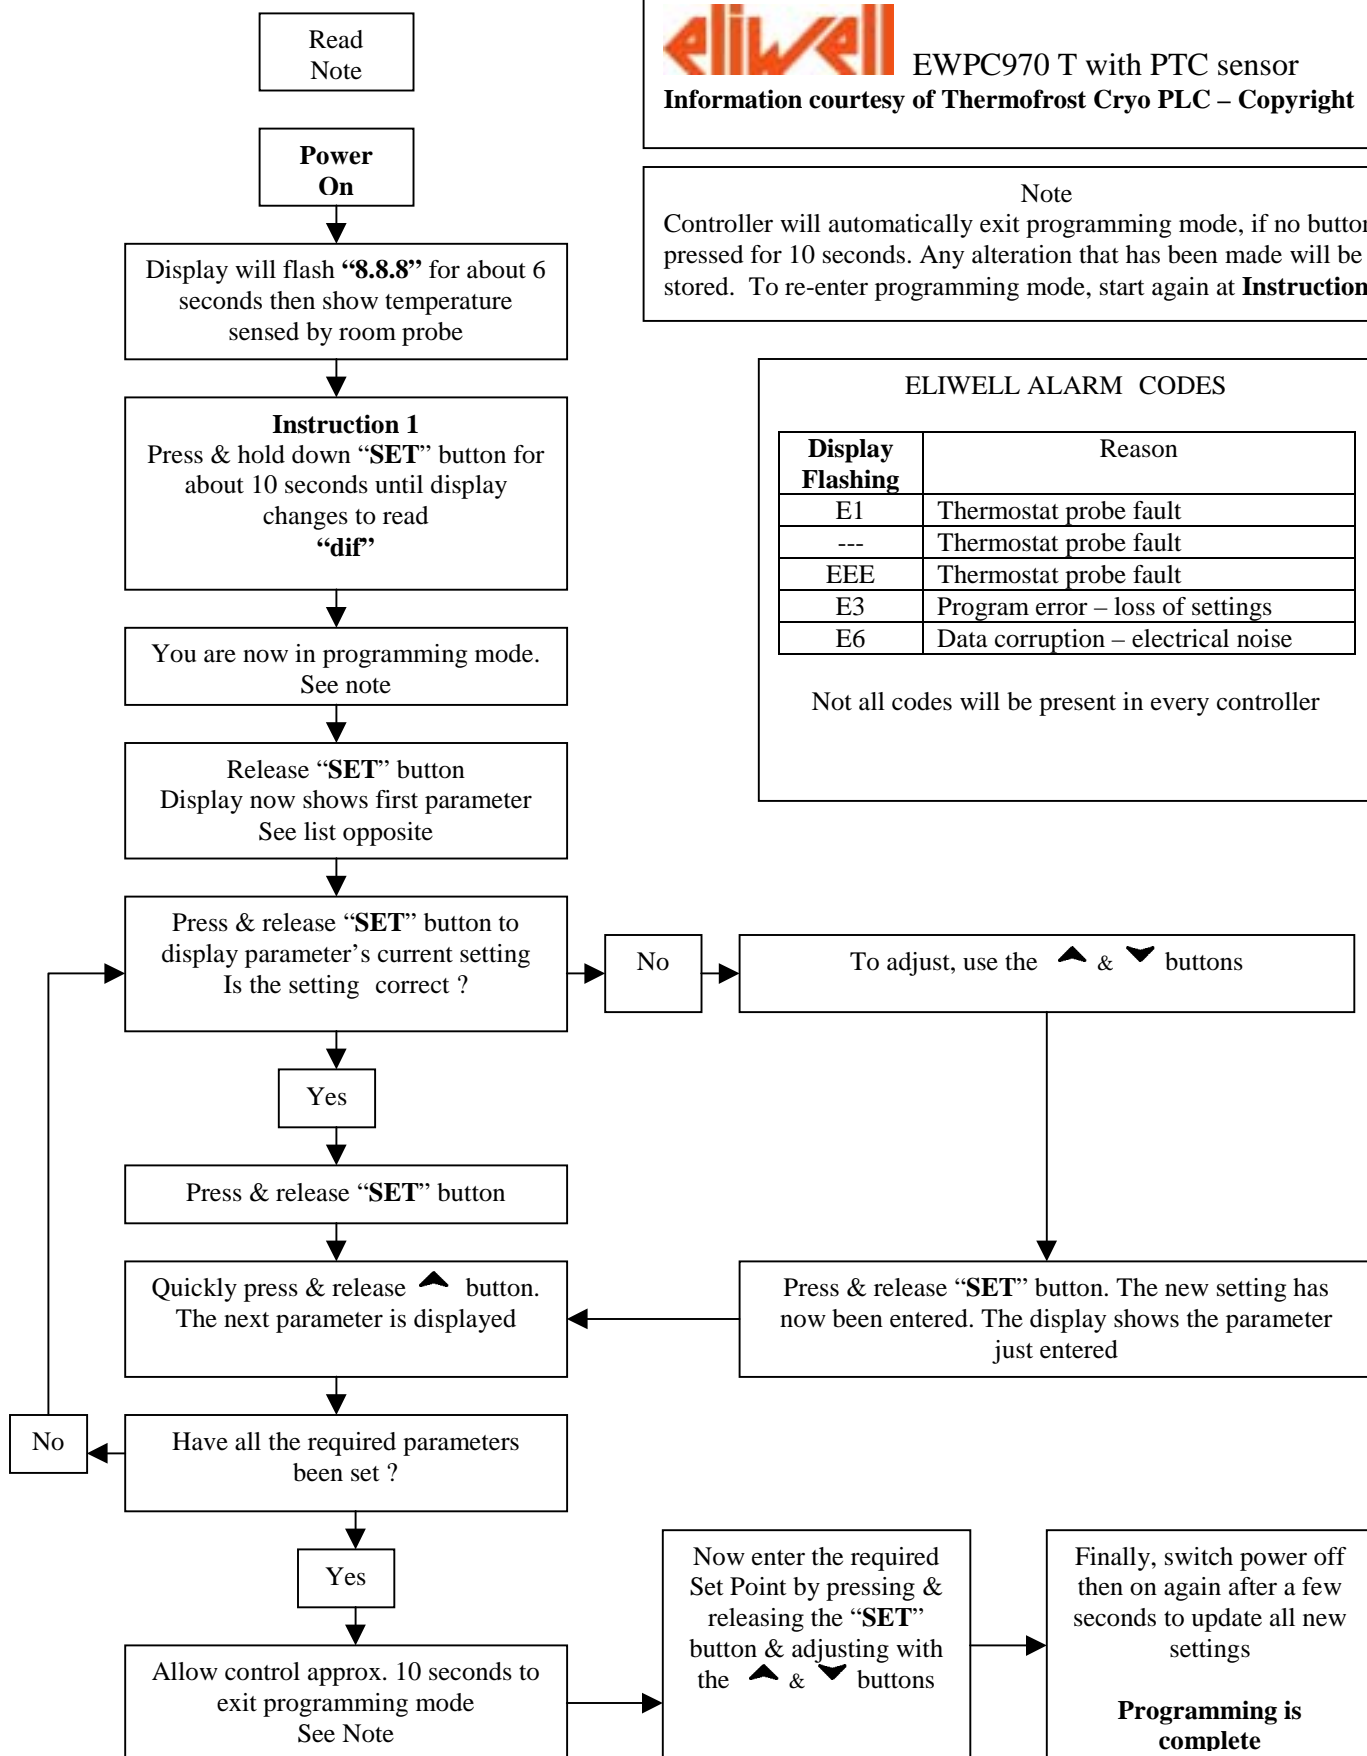 Read
Note
eliwell EWPC970 T with PTC sensor
Information courtesy of Thermofrost Cryo PLC – Copyright
Power
On
Note
Controller will automatically exit programming mode, if no button
pressed for 10 seconds. Any alteration that has been made will be
stored. To re-enter programming mode, start again at Instruction
Display will flash “8.8.8” for about 6
seconds then show temperature
sensed by room probe
Instruction 1
Press & hold down “SET” button for
about 10 seconds until display
changes to read
“dif”
ELIWELL ALARM CODES
Display
Flashing
Reason
E1 Thermostat probe fault
--- Thermostat probe fault
EEE Thermostat probe fault
E3 Program error – loss of settings
E6 Data corruption – electrical noise
Not all codes will be present in every controller
You are now in programming mode.
See note
Release “SET” button
Display now shows first parameter
See list opposite
Press & release “SET” button to
display parameter’s current setting
Is the setting correct ?
No
To adjust, use the & buttons
Yes
Press & release “SET” button
Quickly press & release button.
The next parameter is displayed
Press & release “SET” button. The new setting has
now been entered. The display shows the parameter
just entered
No
Have all the required parameters
been set ?
Yes
Allow control approx. 10 seconds to
exit programming mode
See Note
Now enter the required
Set Point by pressing &
releasing the “SET”
button & adjusting with
the & buttons
Finally, switch power off
then on again after a few
seconds to update all new
settings
Programming is
complete